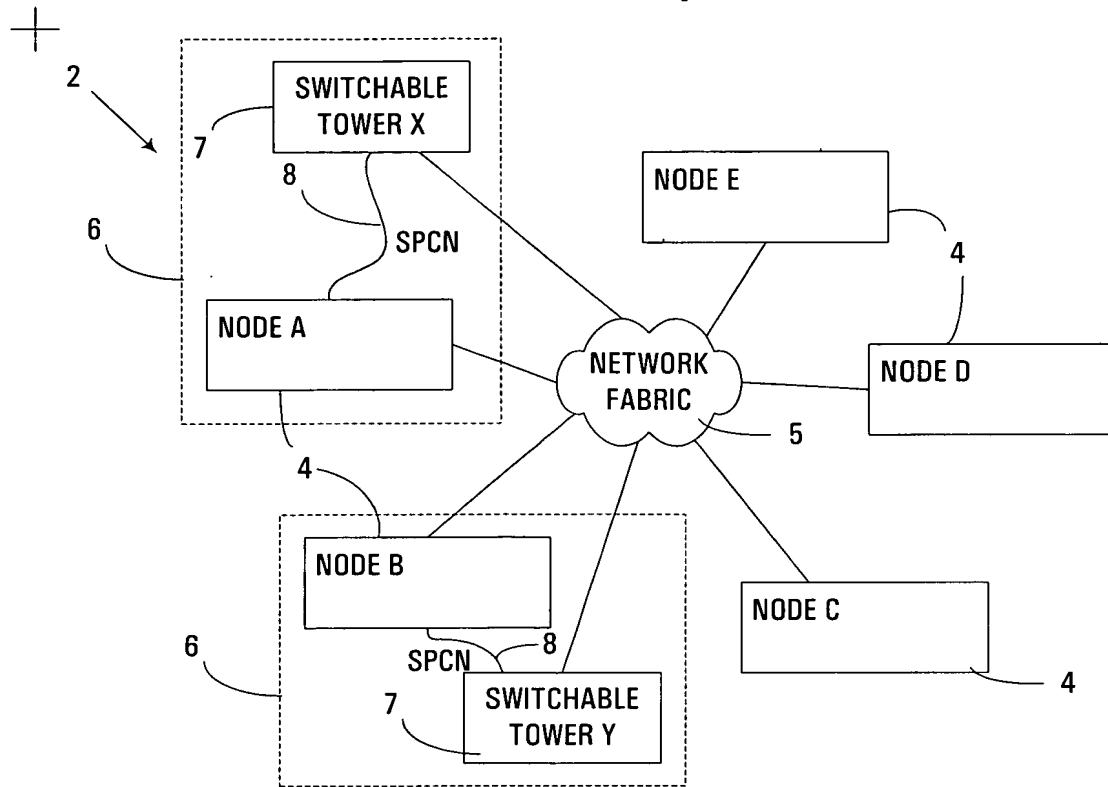 2
SWITCHABLE
TOWER X
7
8
SPCN
6
NODE A
4
NODE E
4
NETWORK
FABRIC
5
NODE D
NODE B
6
SPCN
8
7
SWITCHABLE
TOWER Y
NODE C
4